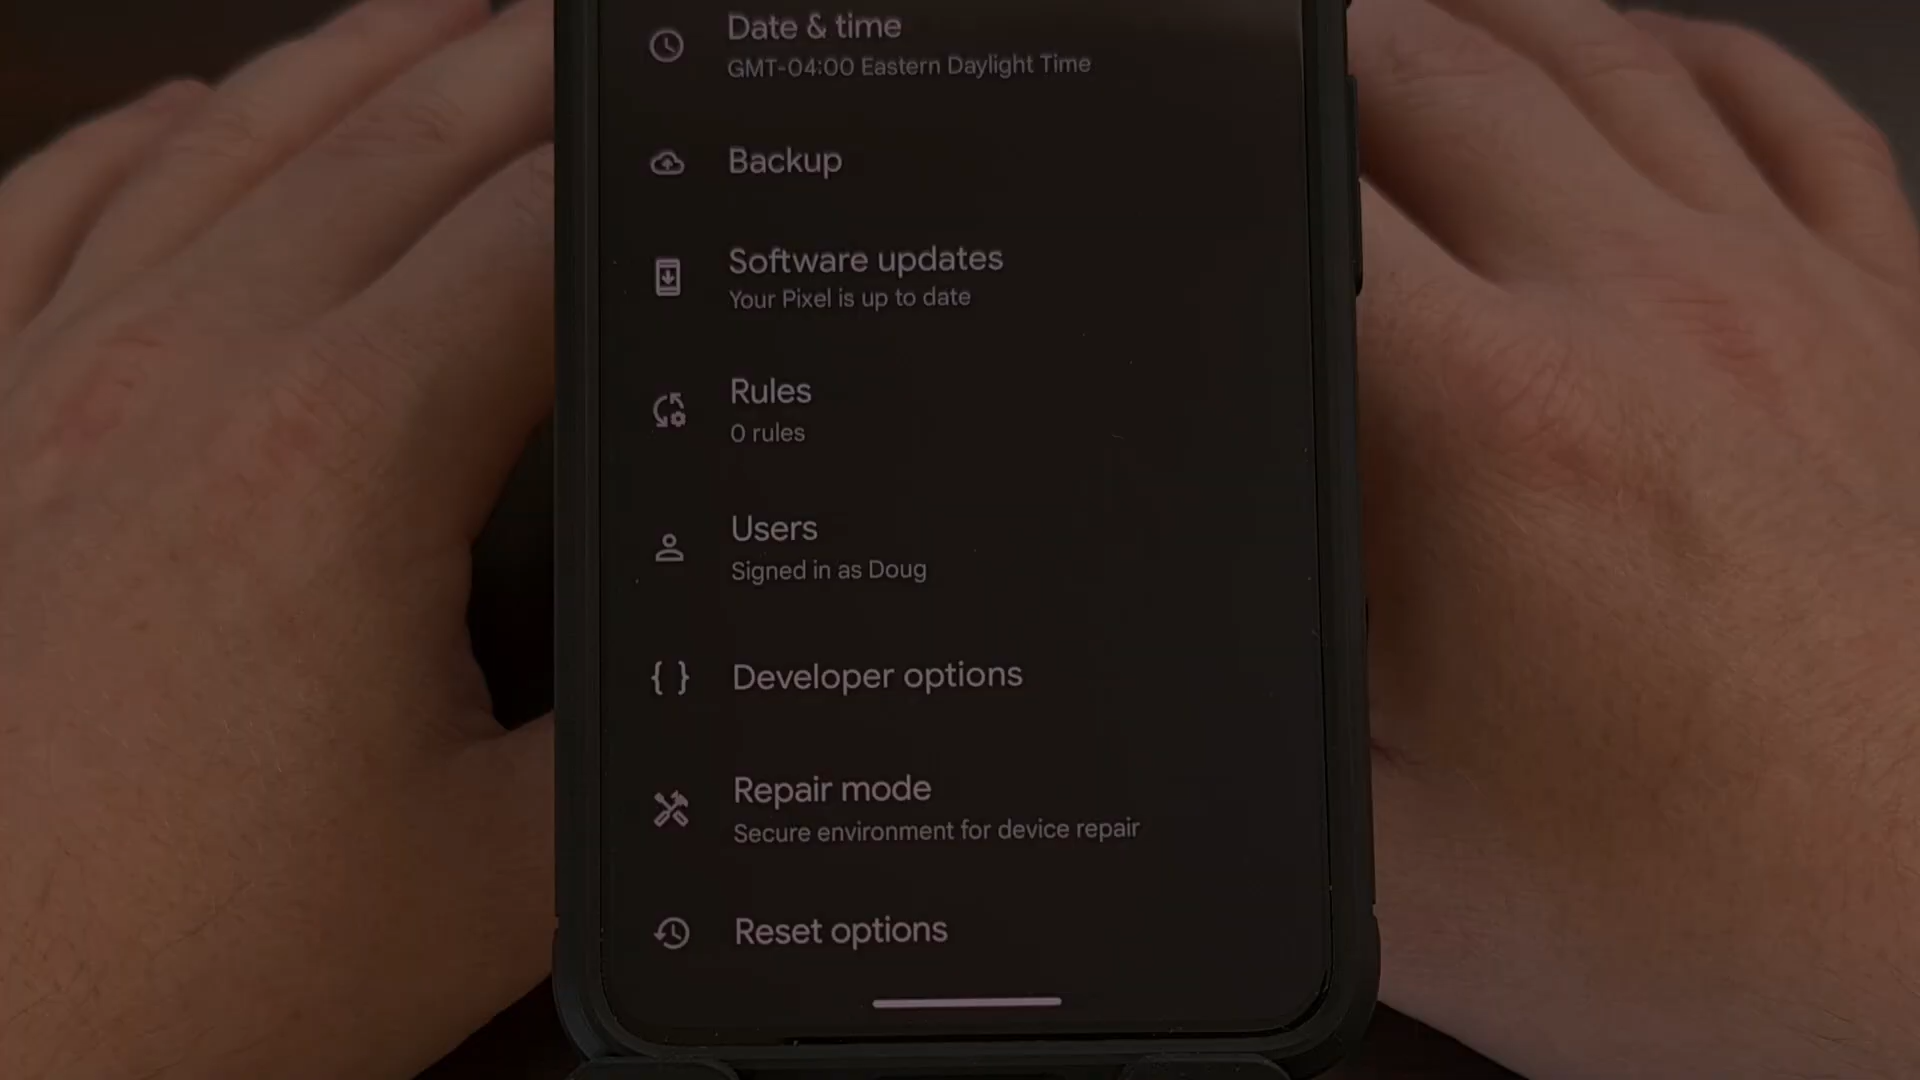 Date & time
GMT-04:00 Eastern Daylight Time
Backup
Software updates
Your Pixel is up to date
Rules
0 rules
Users
Signed in as Doug
Developer options
Repair mode
Secure environment for device repair
Reset options